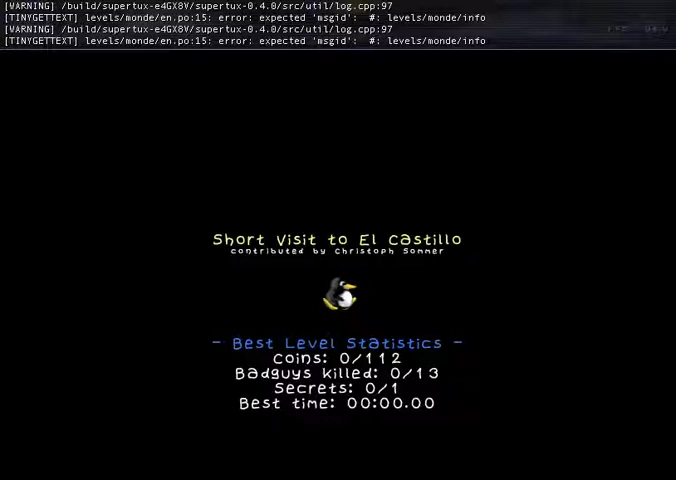 [WARNING] /build/supertux-e4GX8V/supertux-0.4.0/src/util/log.cpp:97
[TINYGETTEXT] levels/monde/en.po:15: error: expected 'msgid':  #: levels/monde/info
[WARNING] /build/supertux-e4GX8V/supertux-0.4.0/src/util/log.cpp:97
[TINYGETTEXT] levels/monde/en.po:15: error: expected 'msgid':  #: levels/monde/info
Short Visit to El Castillo
contributed by Christoph Sommer
- Best Level Statistics -
Coins: 0/112
Badguys killed: 0/13
Secrets: 0/1
Best time: 00:00.00